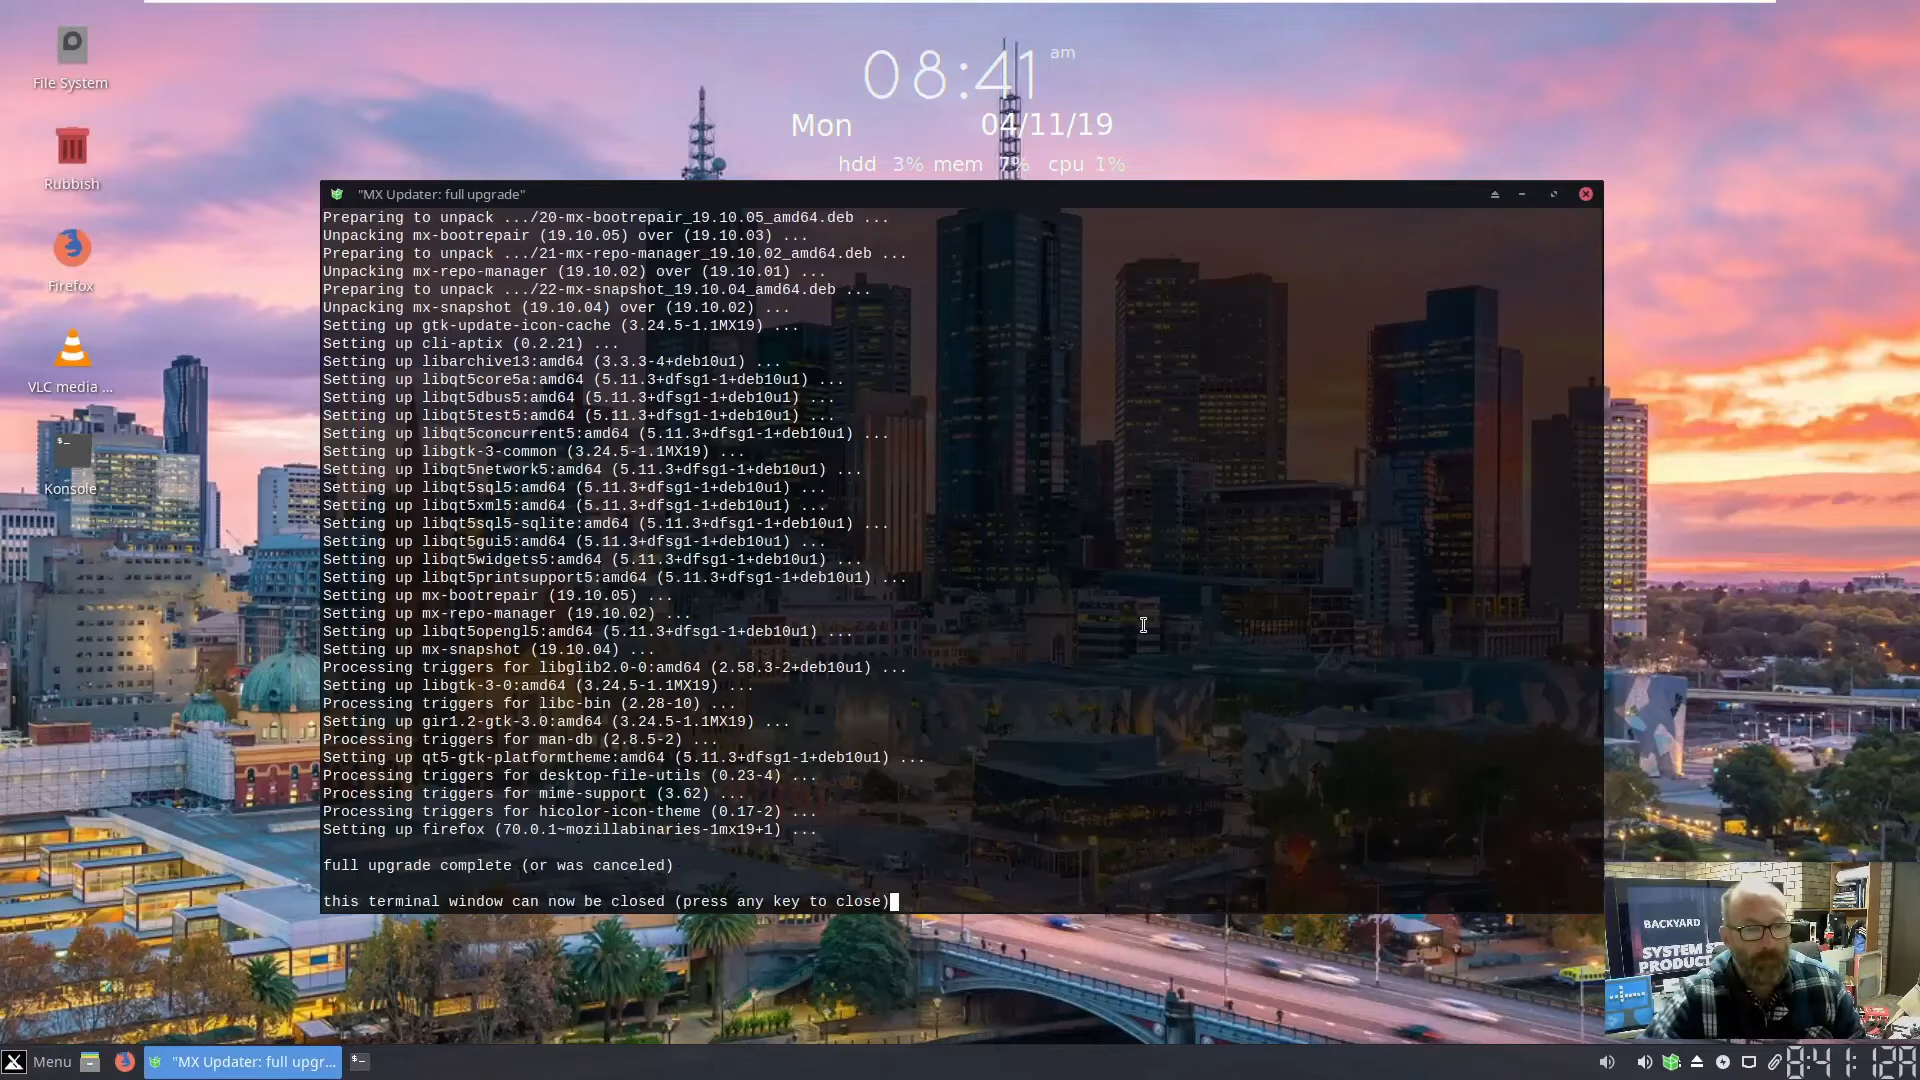 File System
Rubbish
Firefox
VLC media ...
$-
Konsole
08:41 am
Mon 04/11/19
hdd 3% mem 7% cpu 1%
"MX Updater: full upgrade"
Preparing to unpack .../20-mx-bootrepair_19.10.05_amd64.deb ...
Unpacking mx-bootrepair (19.10.05) over (19.10.03) ...
Preparing to unpack .../21-mx-repo-manager_19.10.02_amd64.deb ...
Unpacking mx-repo-manager (19.10.02) over (19.10.01) ...
Preparing to unpack .../22-mx-snapshot_19.10.04_amd64.deb ...
Unpacking mx-snapshot (19.10.04) over (19.10.02) ...
Setting up gtk-update-icon-cache (3.24.5-1.1MX19) ...
Setting up cli-aptix (0.2.21) ...
Setting up libarchive13:amd64 (3.3.3-4+deb10u1) ...
Setting up libqt5core5a:amd64 (5.11.3+dfsg1-1+deb10u1) ...
Setting up libqt5dbus5:amd64 (5.11.3+dfsg1-1+deb10u1) ...
Setting up libqt5test5:amd64 (5.11.3+dfsg1-1+deb10u1) ...
Setting up libqt5concurrent5:amd64 (5.11.3+dfsg1-1+deb10u1) ...
Setting up libgtk-3-common (3.24.5-1.1MX19) ...
Setting up libqt5network5:amd64 (5.11.3+dfsg1-1+deb10u1) ...
Setting up libqt5sql5:amd64 (5.11.3+dfsg1-1+deb10u1) ...
Setting up libqt5xml5:amd64 (5.11.3+dfsg1-1+deb10u1) ...
Setting up libqt5sql5-sqlite:amd64 (5.11.3+dfsg1-1+deb10u1) ...
Setting up libqt5gui5:amd64 (5.11.3+dfsg1-1+deb10u1) ...
Setting up libqt5widgets5:amd64 (5.11.3+dfsg1-1+deb10u1) ...
Setting up libqt5printsupport5:amd64 (5.11.3+dfsg1-1+deb10u1) ...
Setting up mx-bootrepair (19.10.05) ...
Setting up mx-repo-manager (19.10.02) ...
Setting up libqt5opengl5:amd64 (5.11.3+dfsg1-1+deb10u1) ...
Setting up mx-snapshot (19.10.04) ...
Processing triggers for libglib2.0-0:amd64 (2.58.3-2+deb10u1) ...
Setting up libgtk-3-0:amd64 (3.24.5-1.1MX19) ...
Processing triggers for libc-bin (2.28-10) ...
Setting up gir1.2-gtk-3.0:amd64 (3.24.5-1.1MX19) ...
Processing triggers for man-db (2.8.5-2) ...
Setting up qt5-gtk-platformtheme:amd64 (5.11.3+dfsg1-1+deb10u1) ...
Processing triggers for desktop-file-utils (0.23-4) ...
Processing triggers for mime-support (3.62) ...
Processing triggers for hicolor-icon-theme (0.17-2) ...
Setting up firefox (70.0.1~mozillabinaries-1mx19+1) ...
full upgrade complete (or was canceled)
this terminal window can now be closed (press any key to close)
BACKYARD
SYSTEM
PRODUCT
Menu
"MX Updater: full upgr...
$-
8:41:12A